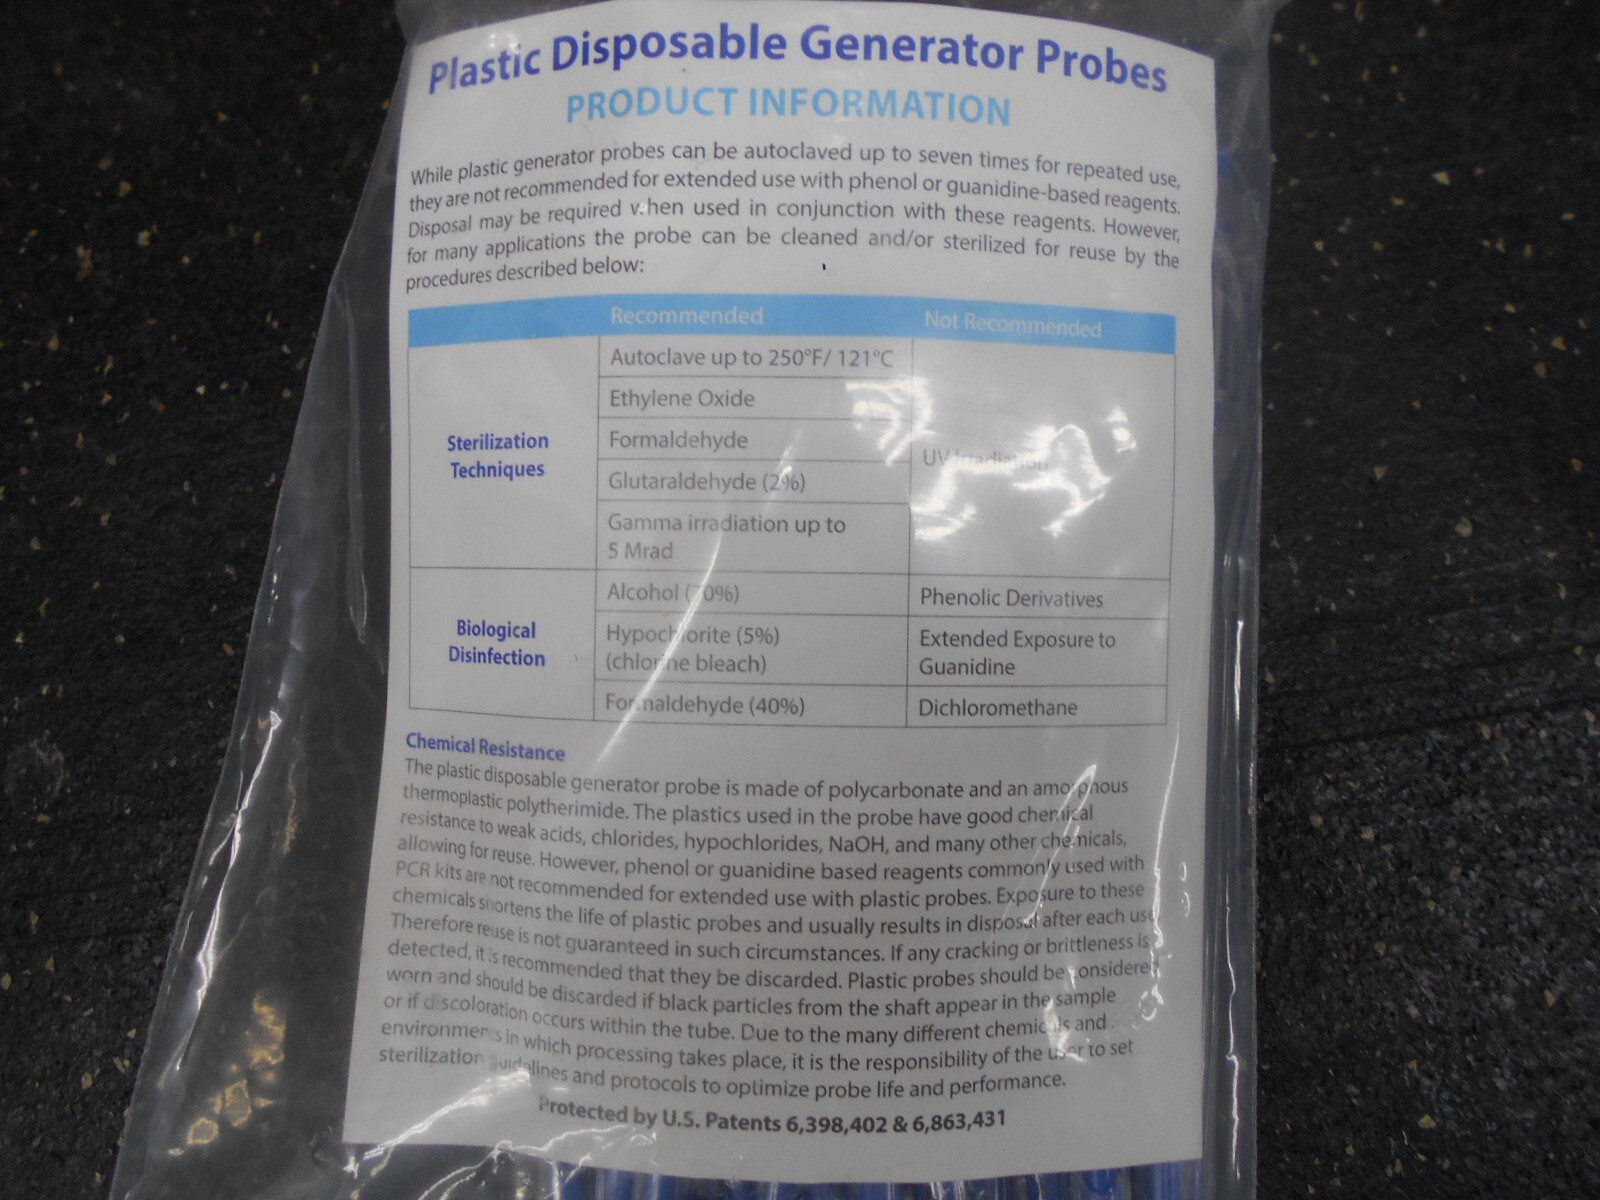 Plastic Disposable Generator Probes
PRODUCT INFORMATION
While plastic generator probes can be autoclaved up to seven times for repeated use,
they are not recommended for extended use with phenol or guanidine-based reagents.
Disposal may be required when used in conjunction with these reagents. However,
for many applications the probe can be cleaned and/or sterilized for reuse by the
procedures described below:
Recommended Not Recommended
Sterilization Techniques
Autoclave up to 250°F/ 121°C
Ethylene Oxide
Formaldehyde
Glutaraldehyde (2%)
Gamma irradiation up to
5 Mrad
UV Irradiation
Biological
Disinfection
Alcohol (70%)
Phenolic Derivatives
Hypochlorite (5%)
(chlorine bleach)
Extended Exposure to
Guanidine
Formaldehyde (40%)
Dichloromethane
Chemical Resistance
The plastic disposable generator probe is made of polycarbonate and an amorphous
thermoplastic polytherimide. The plastics used in the probe have good chemical
resistance to weak acids, chlorides, hypochlorides, NaOH, and many other chemicals,
allowing for reuse. However, phenol or guanidine based reagents commonly used with
PCR kits are not recommended for extended use with plastic probes. Exposure to these
chemicals shortens the life of plastic probes and usually results in disposal after each use
Therefore reuse is not guaranteed in such circumstances. If any cracking or brittleness is
detected, it is recommended that they be discarded. Plastic probes should be considered
worn and should be discarded if black particles from the shaft appear in the sample
or if discoloration occurs within the tube. Due to the many different chemicals and
environments in which processing takes place, it is the responsibility of the user to set
sterilization guidelines and protocols to optimize probe life and performance.
Protected by U.S. Patents 6,398,402 & 6,863,431